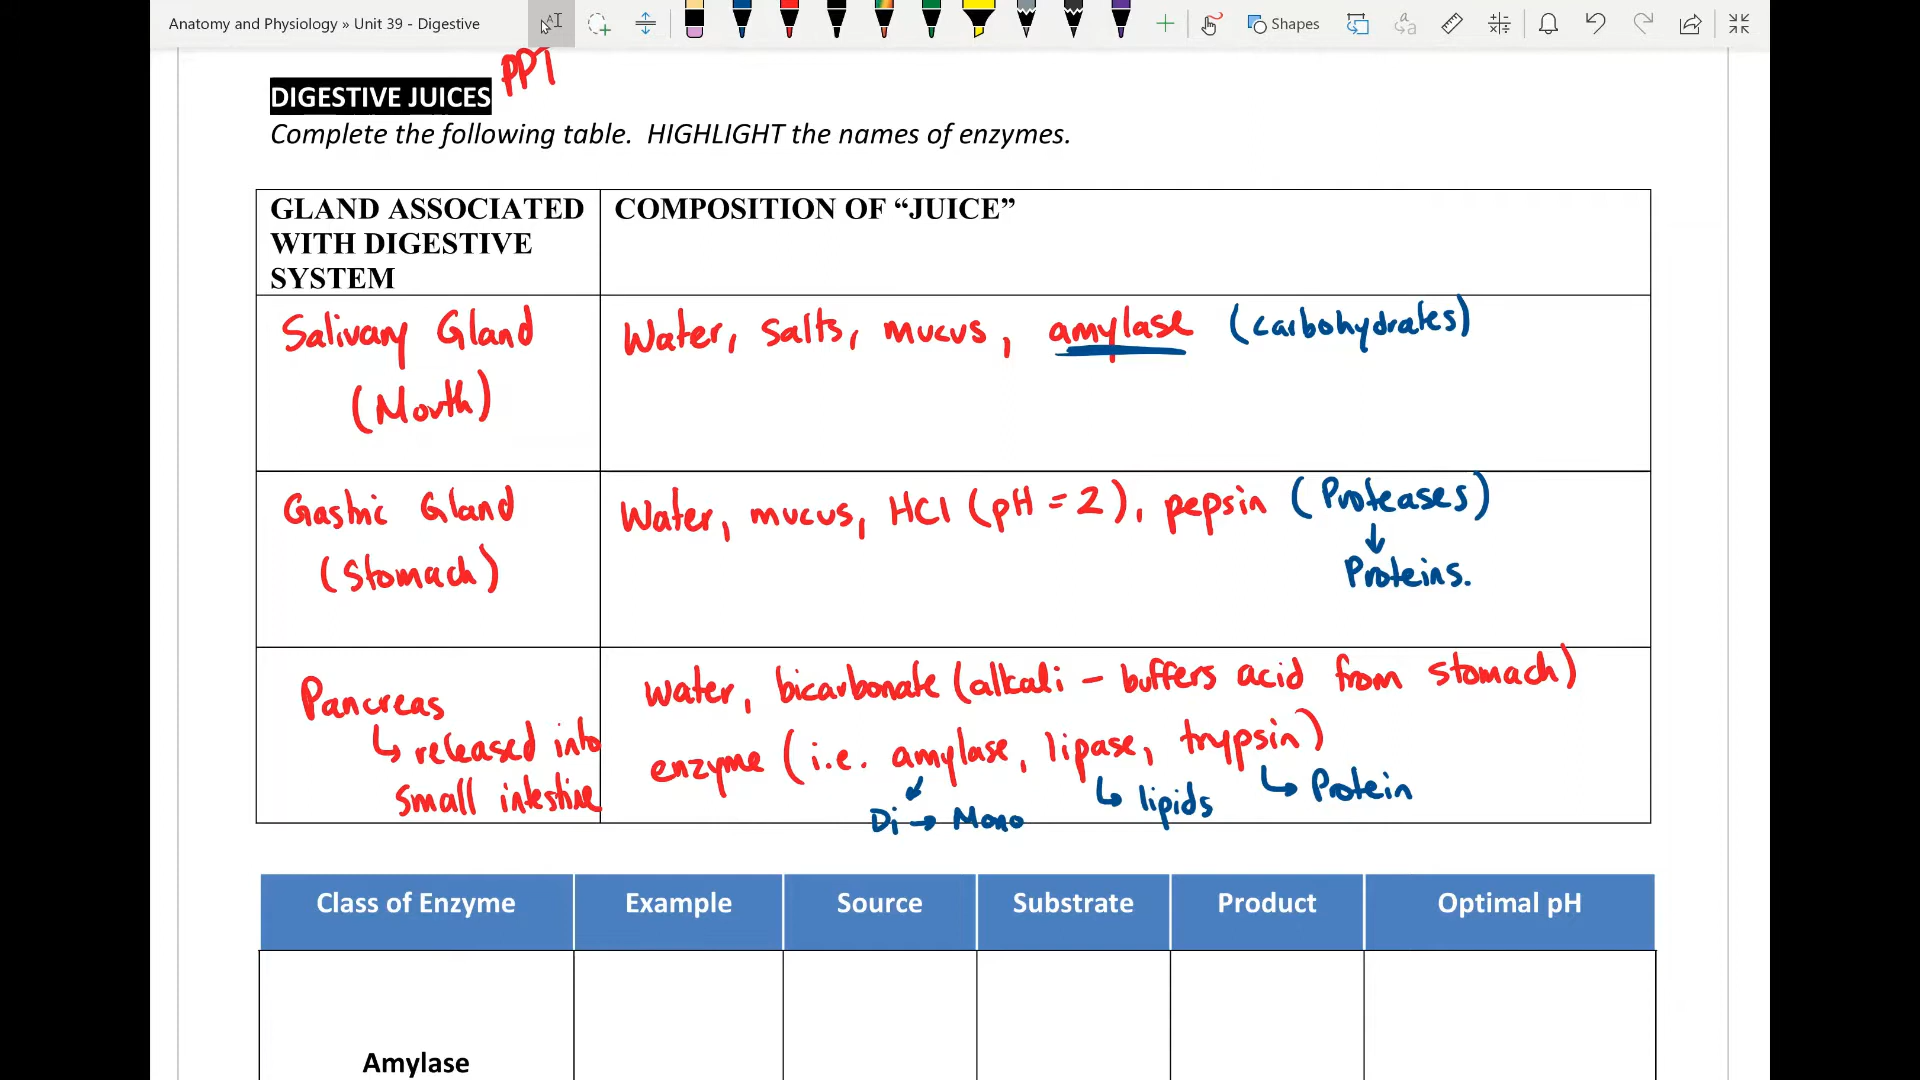 Anatomy and Physiology » Unit 39 - Digestive
Shapes
PPT
DIGESTIVE JUICES
Complete the following table. HIGHLIGHT the names of enzymes.
GLAND ASSOCIATED WITH DIGESTIVE SYSTEM
COMPOSITION OF “JUICE”
Salivary Gland
(Mouth)
Water, salts, mucus, amylase (carbohydrates)
Gastric Gland
(Stomach)
Water, mucus, HCl (pH = 2), pepsin (Proteases)
↓
Proteins.
Pancreas
↳ released into
small intestine
water, bicarbonate (alkali – buffers acid from stomach)
enzyme (i.e. amylase, lipase, trypsin)
Di → Mono
↳ lipids
↳ Protein
Class of Enzyme
Example
Source
Substrate
Product
Optimal pH
Amylase